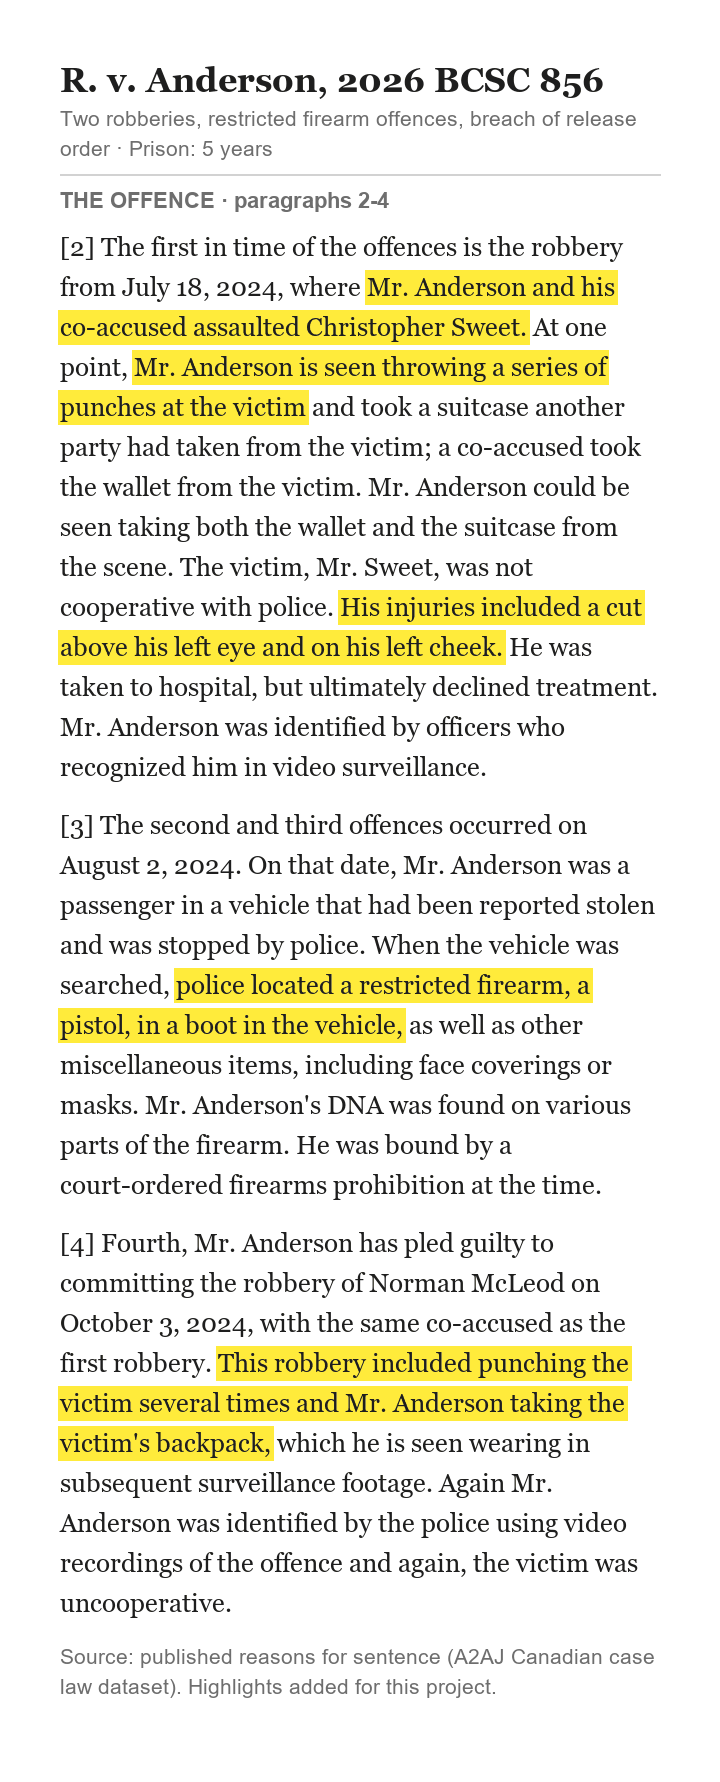 R. v. Anderson, 2026 BCSC 856
Two robberies, restricted firearm offences, breach of release
order · Prison: 5 years
THE OFFENCE · paragraphs 2-4
[2] The first in time of the offences is the robbery
from July 18, 2024, where Mr. Anderson and his
co-accused assaulted Christopher Sweet. At one
point, Mr. Anderson is seen throwing a series of
punches at the victim and took a suitcase another
party had taken from the victim; a co-accused took
the wallet from the victim. Mr. Anderson could be
seen taking both the wallet and the suitcase from
the scene. The victim, Mr. Sweet, was not
cooperative with police. His injuries included a cut
above his left eye and on his left cheek. He was
taken to hospital, but ultimately declined treatment.
Mr. Anderson was identified by officers who
recognized him in video surveillance.
[3] The second and third offences occurred on
August 2, 2024. On that date, Mr. Anderson was a
passenger in a vehicle that had been reported stolen
and was stopped by police. When the vehicle was
searched, police located a restricted firearm, a
pistol, in a boot in the vehicle, as well as other
miscellaneous items, including face coverings or
masks. Mr. Anderson's DNA was found on various
parts of the firearm. He was bound by a
court-ordered firearms prohibition at the time.
[4] Fourth, Mr. Anderson has pled guilty to
committing the robbery of Norman McLeod on
October 3, 2024, with the same co-accused as the
first robbery. This robbery included punching the
victim several times and Mr. Anderson taking the
victim's backpack, which he is seen wearing in
subsequent surveillance footage. Again Mr.
Anderson was identified by the police using video
recordings of the offence and again, the victim was
uncooperative.
Source: published reasons for sentence (A2AJ Canadian case
law dataset). Highlights added for this project.